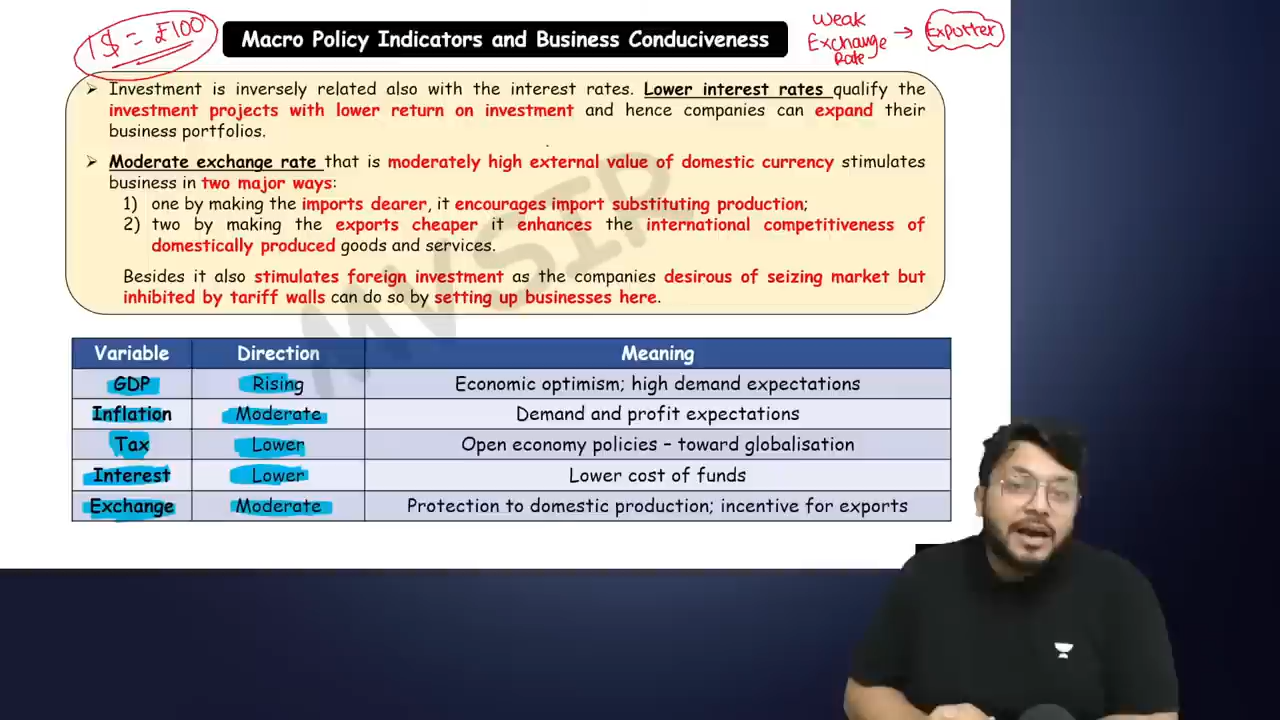 1$ = ₤100
Macro Policy Indicators and Business Conduciveness
Weak
Exchange
Rate
→ Exporter
➢ Investment is inversely related also with the interest rates. Lower interest rates qualify the
investment projects with lower return on investment and hence companies can expand their
business portfolios.
➢ Moderate exchange rate that is moderately high external value of domestic currency stimulates
business in two major ways:
1) one by making the imports dearer, it encourages import substituting production;
2) two by making the exports cheaper it enhances the international competitiveness of
domestically produced goods and services.
Besides it also stimulates foreign investment as the companies desirous of seizing market but
inhibited by tariff walls can do so by setting up businesses here.
MVSIR
Variable Direction Meaning
GDP Rising Economic optimism; high demand expectations
Inflation Moderate Demand and profit expectations
Tax Lower Open economy policies – toward globalisation
Interest Lower Lower cost of funds
Exchange Moderate Protection to domestic production; incentive for exports